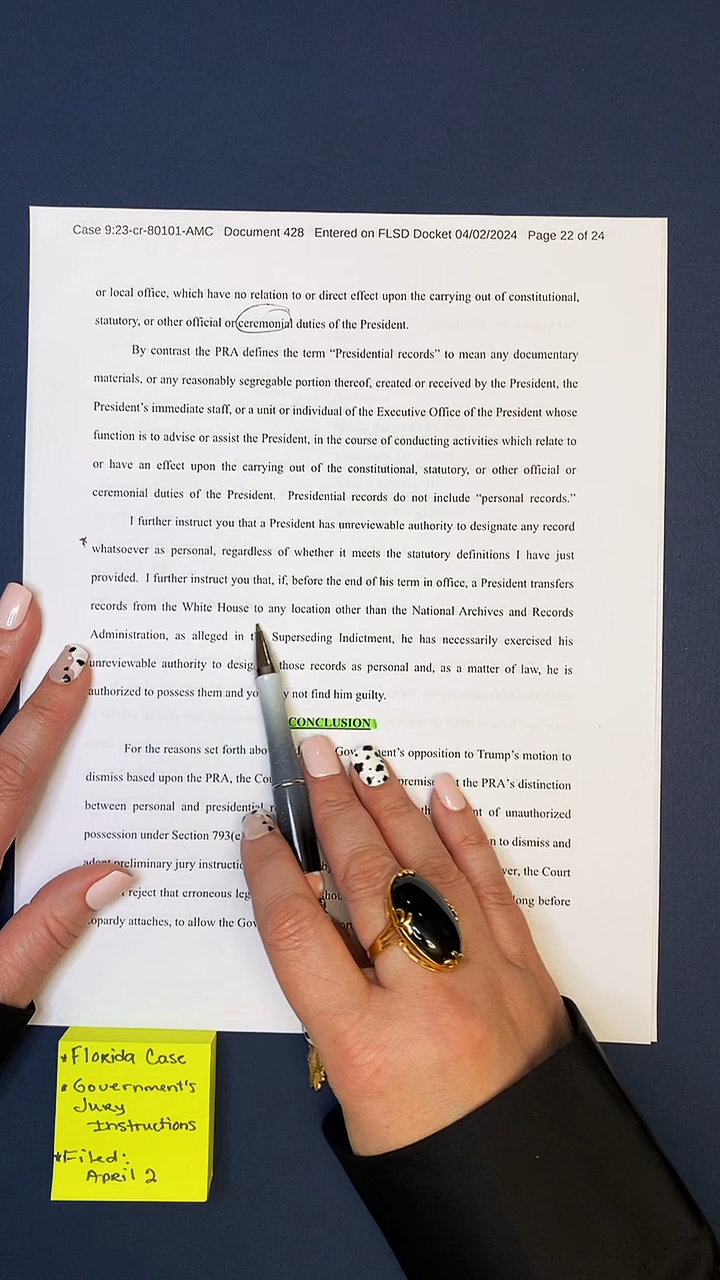 Case 9:23-cr-80101-AMC Document 428 Entered on FLSD Docket 04/02/2024 Page 22 of 24
or local office, which have no relation to or direct effect upon the carrying out of constitutional,
statutory, or other official or ceremonial duties of the President.
By contrast the PRA defines the term “Presidential records” to mean any documentary
materials, or any reasonably segregable portion thereof, created or received by the President, the
President’s immediate staff, or a unit or individual of the Executive Office of the President whose
function is to advise or assist the President, in the course of conducting activities which relate to
or have an effect upon the carrying out of the constitutional, statutory, or other official or
ceremonial duties of the President. Presidential records do not include “personal records.”
I further instruct you that a President has unreviewable authority to designate any record
* whatsoever as personal, regardless of whether it meets the statutory definitions I have just
provided. I further instruct you that, if, before the end of his term in office, a President transfers
records from the White House to any location other than the National Archives and Records
Administration, as alleged in Superseding Indictment, he has necessarily exercised his
unreviewable authority to those records as personal and, as a matter of law, he is
authorized to possess them and not find him guilty.
CONCLUSION
For the reasons set forth opposition to Trump’s motion to
dismiss based upon the PRA, the the PRA’s distinction
between personal and presidential of unauthorized
possession under Section to dismiss and
preliminary jury the Court
reject that erroneous long before
attaches, to allow the
*Florida Case
• Government's
Jury
Instructions
*Filed:
April 2